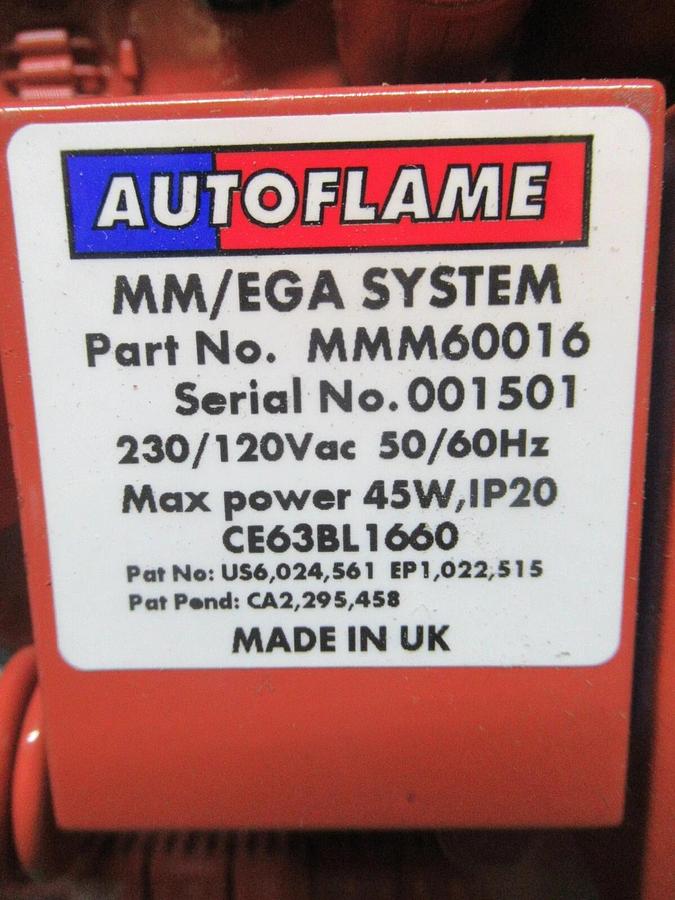 AUTOFLAME
MM/EGA SYSTEM
Part No. MMM60016
Serial No. 001501
230/120Vac 50/60Hz
Max power 45W,IP20
CE63BL1660
Pat No: US6,024,561 EP1,022,515
Pat Pend: CA2,295,458
MADE IN UK